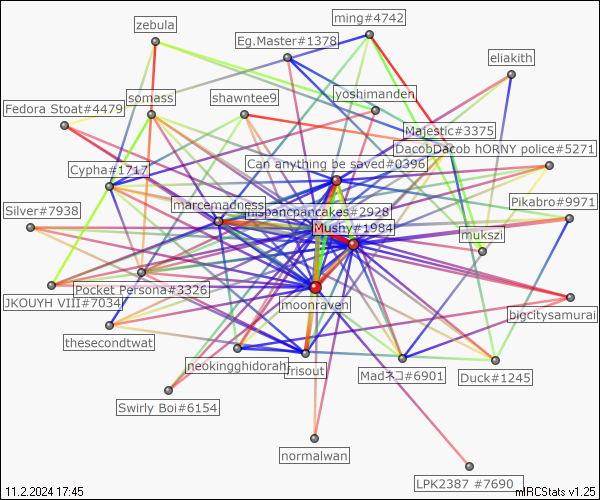 zebula
ming#4742
Eg.Master#1378
eliakith
somass
shawntee9
yoshimanden
Fedora Stoat#4479
Majestic#3375
DacobDacob hORNY police#5271
Can anything be saved#0396
Cypha#1717
Pikabro#9971
Silver#7938
marcemadness
hispancpancakes#2928
Mushy#1984
mukszi
Pocket Persona#3326
JKOUYH VIII#7034
moonraven
bigcitysamurai
thesecondtwat
neokingghidorah
frisout
Madネコ#6901
Duck#1245
Swirly Boi#6154
normalwan
LPK2387 #7690
11.2.2024 17:45
mIRCStats v1.25